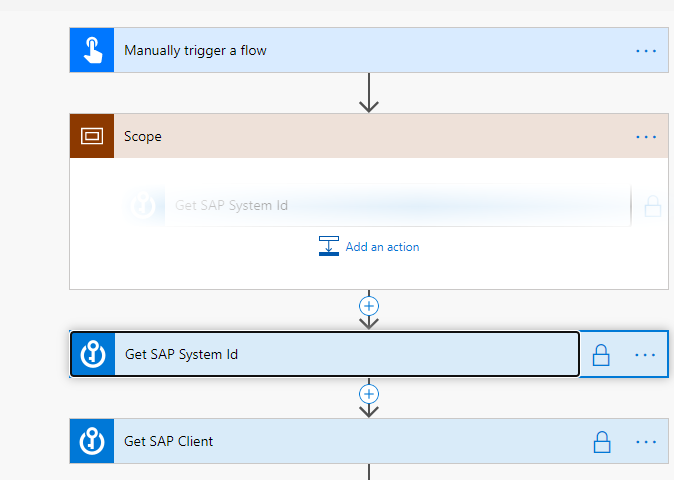 Manually trigger a flow
Scope
Get SAP System Id
Add an action
Get SAP System Id
Get SAP Client